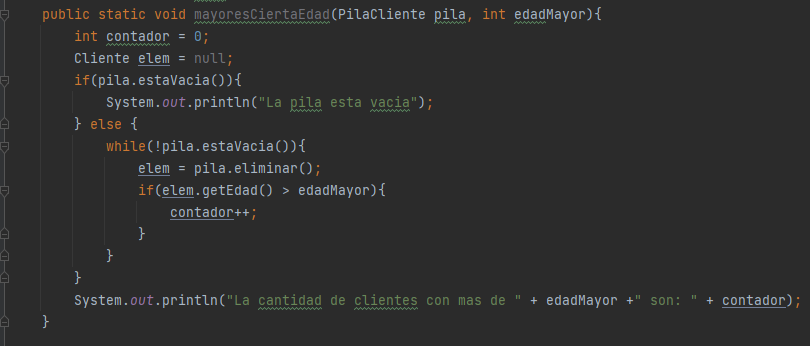 public static void mayoresCiertaEdad(PilaCliente pila, int edadMayor){
int contador = 0;
Cliente elem = null;
if(pila.estaVacia()){
System.out.println("La pila esta vacia");
} else {
while(!pila.estaVacia()){
elem = pila.eliminar();
if(elem.getEdad() > edadMayor){
contador++;
}
}
}
System.out.println("La cantidad de clientes con mas de " + edadMayor +" son: " + contador);
}